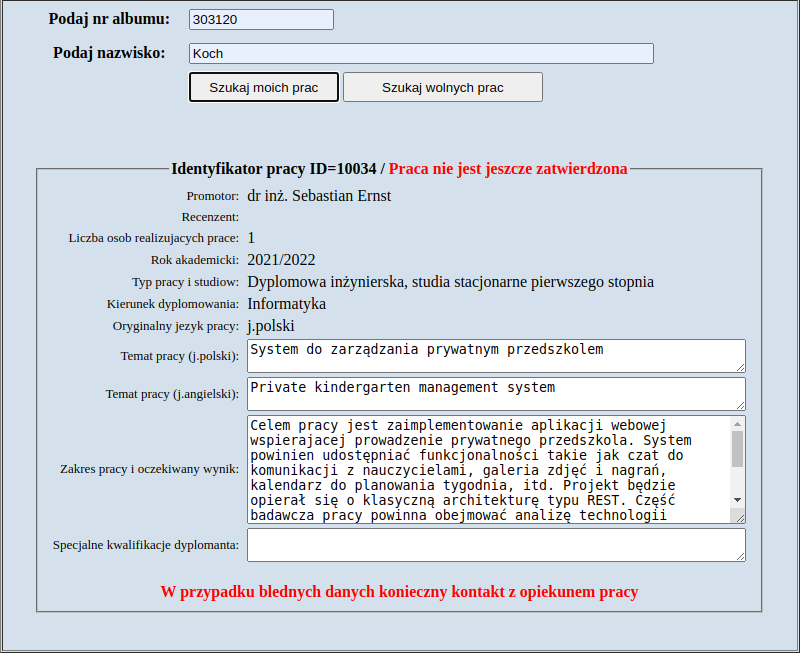 Podaj nr albumu: 303120
Podaj nazwisko: Koch
Szukaj moich prac Szukaj wolnych prac
Identyfikator pracy ID=10034 / Praca nie jest jeszcze zatwierdzona
Promotor: dr inż. Sebastian Ernst
Recenzent:
Liczba osob realizujacych prace: 1
Rok akademicki: 2021/2022
Typ pracy i studiow: Dyplomowa inżynierska, studia stacjonarne pierwszego stopnia
Kierunek dyplomowania: Informatyka
Oryginalny jezyk pracy: j.polski
Temat pracy (j.polski): System do zarządzania prywatnym przedszkolem
Temat pracy (j.angielski): Private kindergarten management system
Zakres pracy i oczekiwany wynik: Celem pracy jest zaimplementowanie aplikacji webowej
wspierajacej prowadzenie prywatnego przedszkola. System
powinien udostępniać funkcjonalności takie jak czat do
komunikacji z nauczycielami, galeria zdjęć i nagrań,
kalendarz do planowania tygodnia, itd. Projekt będzie
opierał się o klasyczną architekturę typu REST. Część
badawcza pracy powinna obejmować analizę technologii
Specjalne kwalifikacje dyplomanta:
W przypadku blednych danych konieczny kontakt z opiekunem pracy